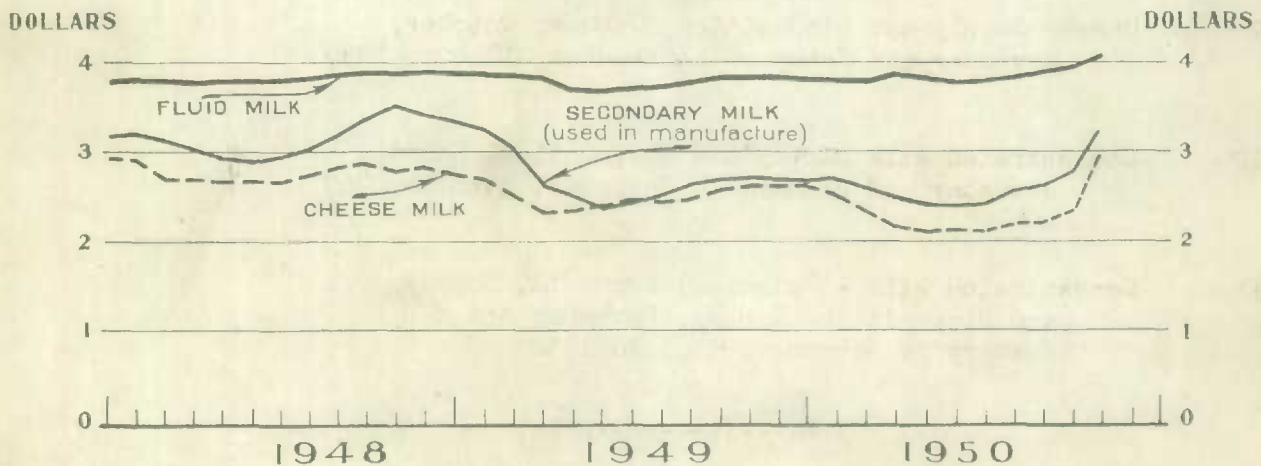 DOLLARS DOLLARS
4 4
FLUID MILK
SECONDARY MILK
(used in manufacture)
3 3
CHEESE MILK
2 2
1 1
0 0
1948 1949 1950